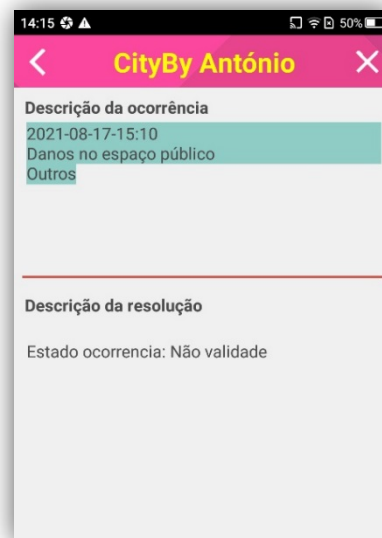 14:15 50%
CityBy António
Descrição da ocorrência
2021-08-17-15:10
Danos no espaço público
Outros
Descrição da resolução
Estado ocorrencia: Não validade